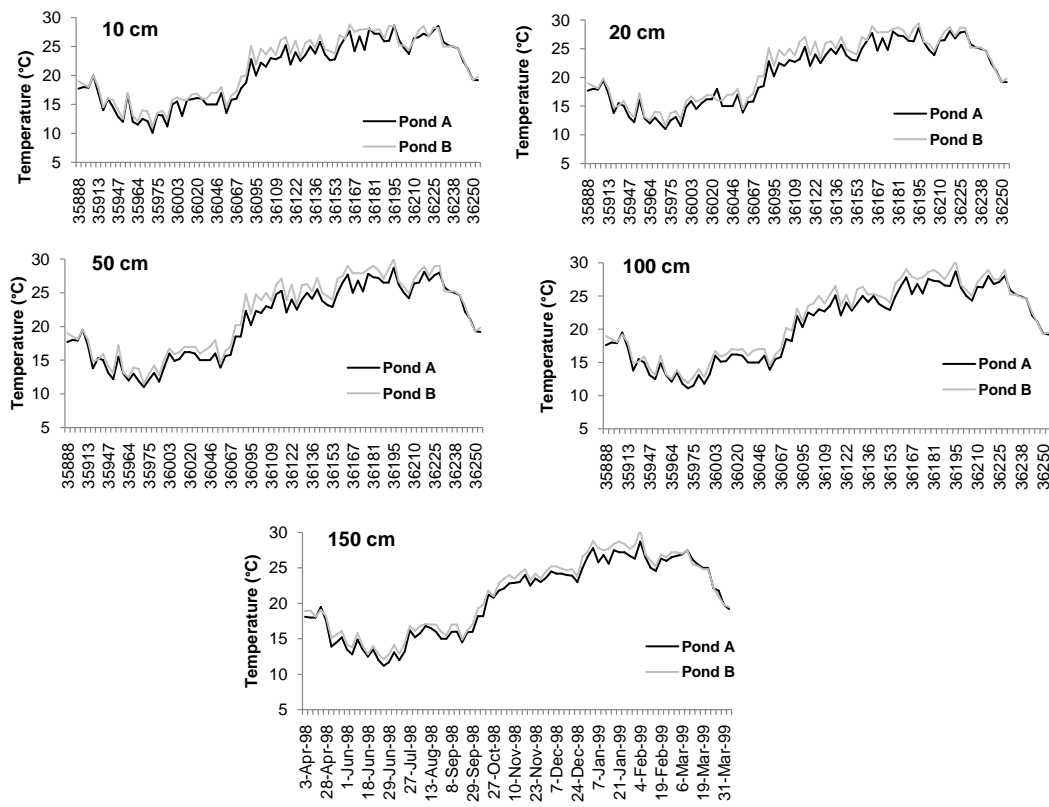 10 cm
Temperature (°C)
30
25
20
15
10
5
Pond A
Pond B
35888
35913
35947
35964
35975
36003
36020
36046
36067
36095
36109
36122
36136
36153
36167
36181
36195
36210
36225
36238
36250
20 cm
Temperature (°C)
30
25
20
15
10
5
Pond A
Pond B
35888
35913
35947
35964
35975
36003
36020
36046
36067
36095
36109
36122
36136
36153
36167
36181
36195
36210
36225
36238
36250
50 cm
Temperature (°C)
30
25
20
15
10
5
Pond A
Pond B
35888
35913
35947
35964
35975
36003
36020
36046
36067
36095
36109
36122
36136
36153
36167
36181
36195
36210
36225
36238
36250
100 cm
Temperature (°C)
30
25
20
15
10
5
Pond A
Pond B
35888
35913
35947
35964
35975
36003
36020
36046
36067
36095
36109
36122
36136
36153
36167
36181
36195
36210
36225
36238
36250
150 cm
Temperature (°C)
30
25
20
15
10
5
Pond A
Pond B
3-Apr-98
28-Apr-98
1-Jun-98
18-Jun-98
29-Jun-98
27-Jul-98
13-Aug-98
8-Sep-98
29-Sep-98
27-Oct-98
10-Nov-98
23-Nov-98
7-Dec-98
24-Dec-98
7-Jan-99
21-Jan-99
4-Feb-99
19-Feb-99
6-Mar-99
19-Mar-99
31-Mar-99